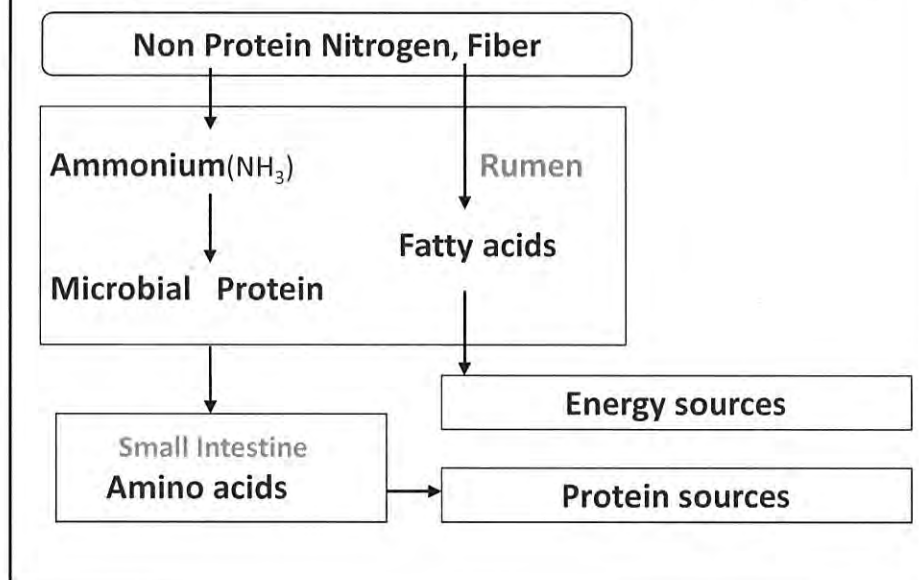 Non Protein Nitrogen, Fiber
Ammonium(NH₃)
Rumen
Fatty acids
Microbial Protein
Energy sources
Small Intestine
Amino acids
Protein sources